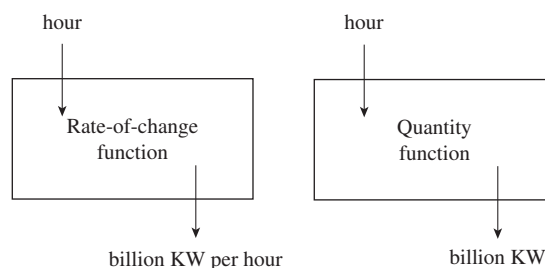 hour
Rate-of-change
function
billion KW per hour
hour
Quantity
function
billion KW